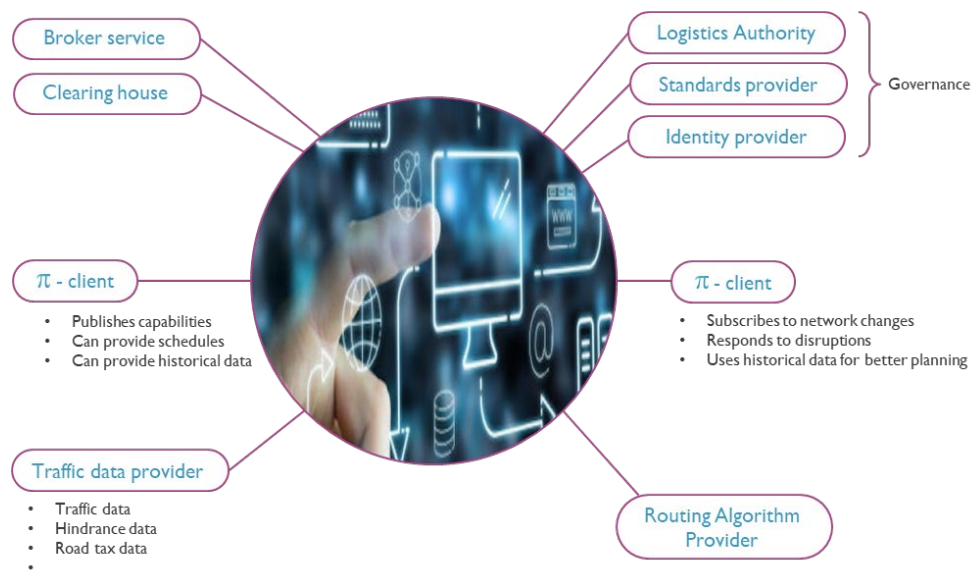 Broker service
Clearing house
Logistics Authority
Standards provider
Identity provider
Governance
WWW
@
π - client
• Publishes capabilities
• Can provide schedules
• Can provide historical data
π - client
• Subscribes to network changes
• Responds to disruptions
• Uses historical data for better planning
Traffic data provider
• Traffic data
• Hindrance data
• Road tax data
•
Routing Algorithm
Provider